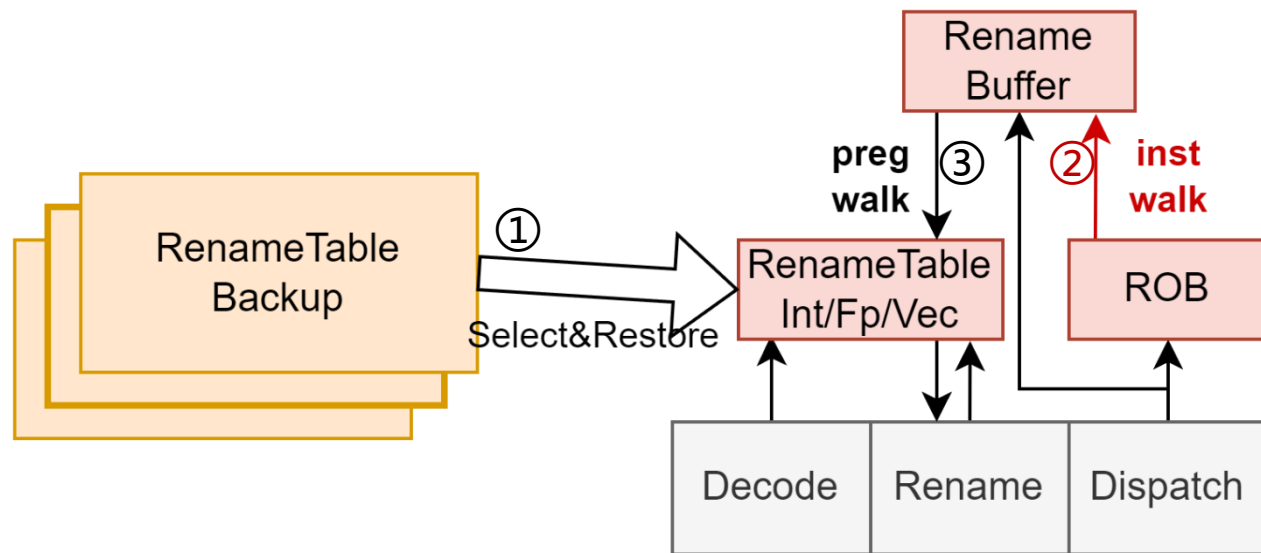 Rename
Buffer
preg
walk
③
②
inst
walk
RenameTable
Backup
①
Select&Restore
RenameTable
Int/Fp/Vec
ROB
Decode
Rename
Dispatch